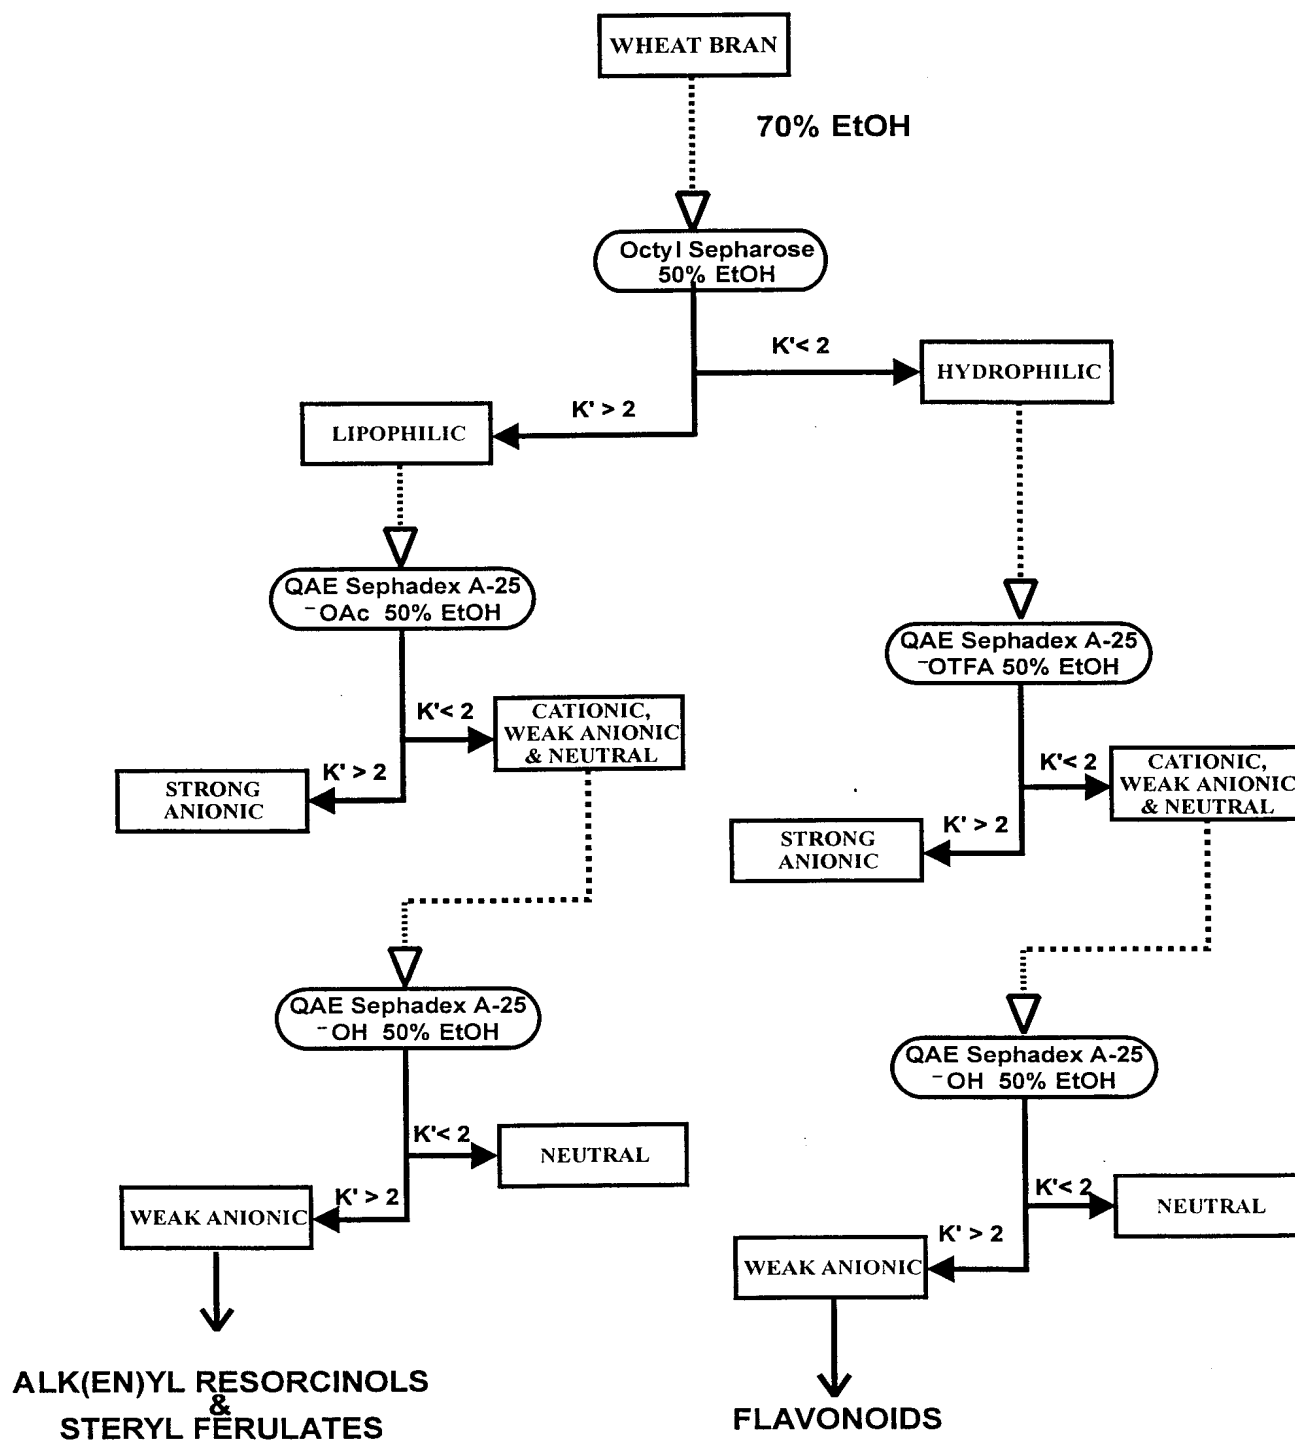 WHEAT BRAN
70% EtOH
Octyl Sepharose
50% EtOH
K'< 2
HYDROPHILIC
K' > 2
LIPOPHILIC
QAE Sephadex A-25
⁻OAc 50% EtOH
QAE Sephadex A-25
⁻OTFA 50% EtOH
K'< 2
CATIONIC,
WEAK ANIONIC
& NEUTRAL
K' > 2
STRONG
ANIONIC
K'< 2
CATIONIC,
WEAK ANIONIC
& NEUTRAL
K' > 2
STRONG
ANIONIC
QAE Sephadex A-25
⁻OH 50% EtOH
QAE Sephadex A-25
⁻OH 50% EtOH
K'< 2
NEUTRAL
K' > 2
WEAK ANIONIC
K'< 2
NEUTRAL
K' > 2
WEAK ANIONIC
ALK(EN)YL RESORCINOLS
&
STERYL FERULATES
FLAVONOIDS